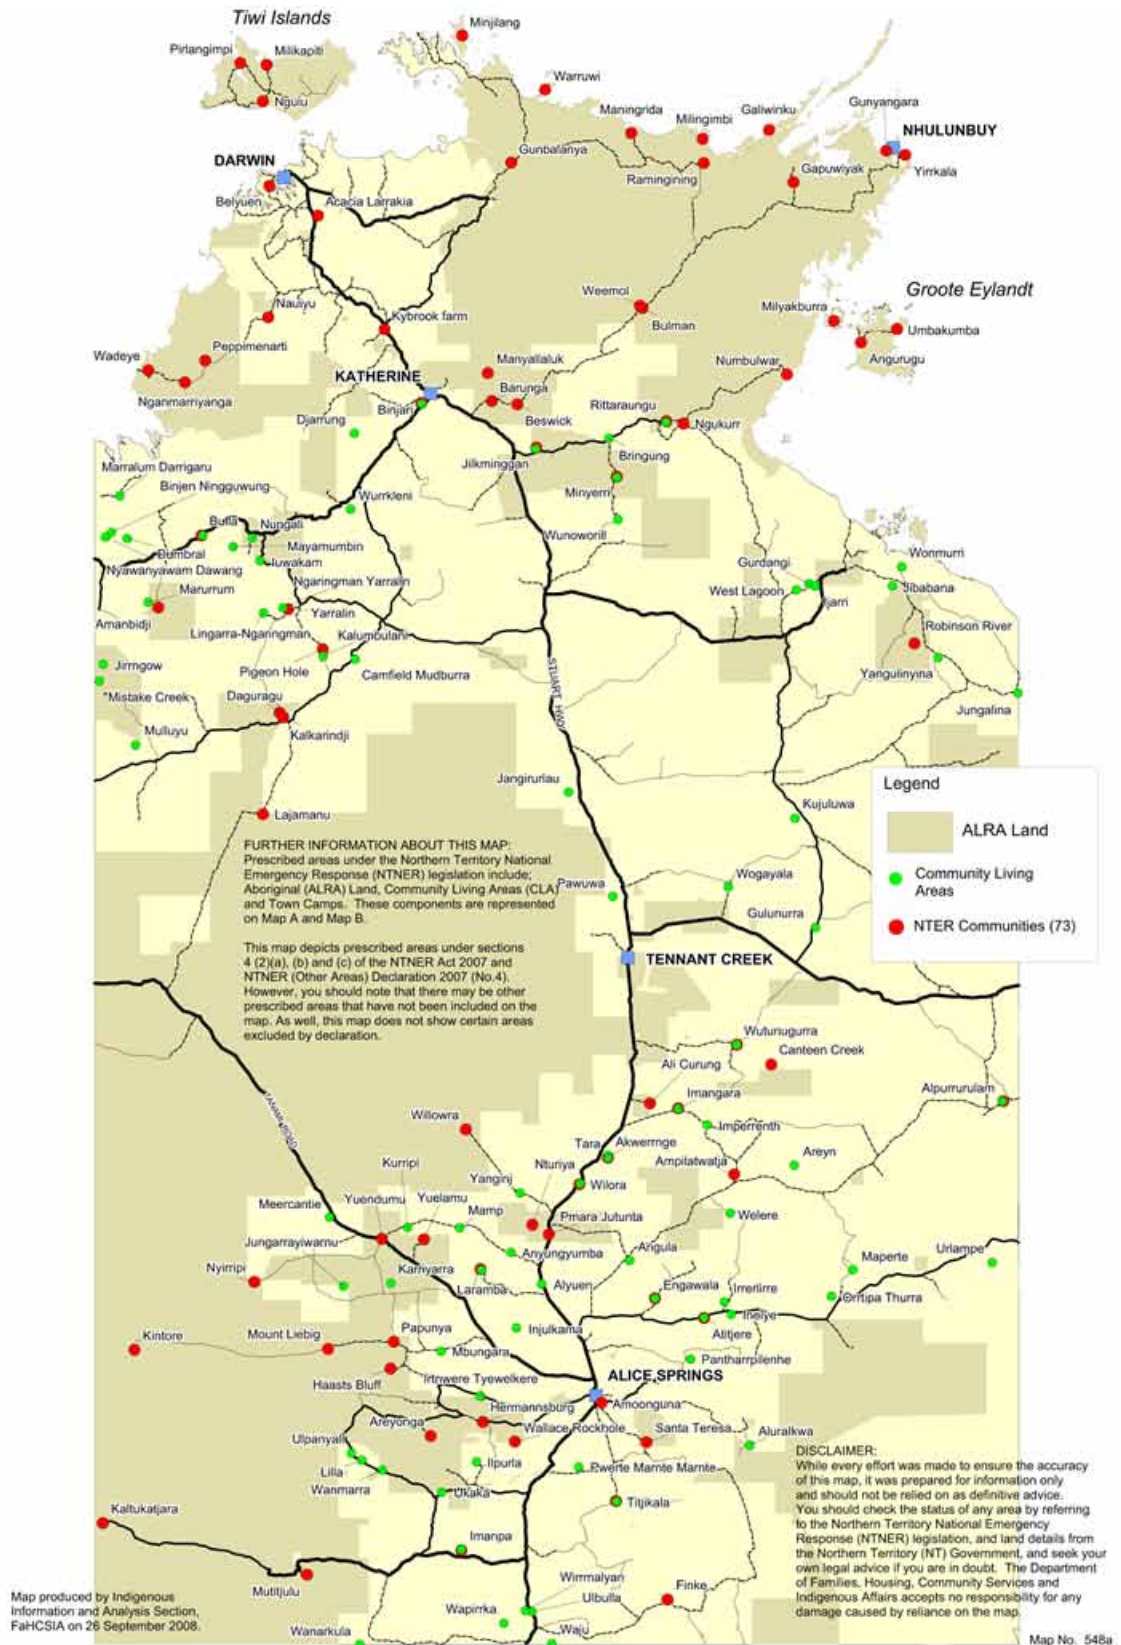 Tiwi Islands
Minjilang
Pirlangimpi
Milikapiti
Warruwi
Ngulu
Maningrida
Galiwinku
Gunyangara
Milingimbi
NHULUNBUY
Gunbalanya
DARWIN
Ramingining
Gapuwiyak
Yirrkala
Belyuen
Acacia Larrakia
Weemol
Groote Eylandt
Nauiyu
Milyakburra
Kybrook farm
Bulman
Umbakumba
Peppimenarti
Wadeye
Manyallaluk
Numbulwar
Angurugu
KATHERINE
Barunga
Nganmarriyanga
Binjari
Rittaraungu
Djarrung
Beswick
Ngukurr
Jilkminggan
Bringung
Marralum Darrigaru
Binjen Ningguwung
Wurrkleni
Minyerri
Bulla
Nungali
Wunoworill
Bumbral
Mayamumbin
Wonmurri
Nyawanyawam Dawang
Juwakam
Gurdangi
Marurrum
Ngaringman Yarralin
West Lagoon
Jibabana
Ijarri
Amanbidji
Yarralin
Robinson River
Lingarra-Ngaringman
Kalumpulani
Jirrngow
Pigeon Hole
Camfield Mudburra
Yangulinyina
"Mistake Creek
Daguragu
STUART HWY
Jungalina
Mulluyu
Kalkarindji
Jangirurlau
Legend
Kujuluwa
Lajamanu
ALRA Land
Community Living
Areas
NTER Communities (73)
FURTHER INFORMATION ABOUT THIS MAP:
Prescribed areas under the Northern Territory National
Emergency Response (NTNER) legislation include;
Aboriginal (ALRA) Land, Community Living Areas (CLA)
and Town Camps. These components are represented
on Map A and Map B.
This map depicts prescribed areas under sections
4 (2)(a), (b) and (c) of the NTNER Act 2007 and
NTNER (Other Areas) Declaration 2007 (No.4).
However, you should note that there may be other
prescribed areas that have not been included on the
map. As well, this map does not show certain areas
excluded by declaration.
Wogayala
Pawuwa
Gulunurra
TENNANT CREEK
Wutunugurra
Canteen Creek
Ali Curung
Alpurrurulam
Imangara
TANAMI ROAD
Willowra
Imperrenth
Tara
Akwerrnge
Areyn
Kurripi
Nturiya
Ampilatwatja
Yanginj
Wilora
Meercantie
Yuendumu
Yuelamu
Mamp
Pmara Jutunta
Welere
Jungarrayiwarnu
Anyungyumba
Angula
Maperte
Urlampe
Nyirripi
Karnyarra
Laramba
Alyuen
Engawala
Irrerlirre
Orrtipa Thurra
Inelye
Kintore
Mount Liebig
Papunya
Injulkama
Atitjere
Mbungara
Pantharrpilenhe
Haasts Bluff
Irtnwere Tyewelkere
ALICE SPRINGS
Hermannsburg
Amoonguna
Areyonga
Wallace Rockhole
Santa Teresa
Aluralkwa
Ulpanyali
Lilla
Ilpurla
Pwerte Marnte Marnte
Wanmarra
Ukaka
Titjikala
Kaltukatjara
Imanpa
DISCLAIMER:
While every effort was made to ensure the accuracy
of this map, it was prepared for information only
and should not be relied on as definitive advice.
You should check the status of any area by referring
to the Northern Territory National Emergency
Response (NTNER) legislation, and land details from
the Northern Territory (NT) Government, and seek your
own legal advice if you are in doubt. The Department
of Families, Housing, Community Services and
Indigenous Affairs accepts no responsibility for any
damage caused by reliance on the map.
Mutitjulu
Wimmalyan
Ulbulla
Finke
Wapirrka
Waju
Wanarkula
Map produced by Indigenous
Information and Analysis Section,
FaHCSIA on 26 September 2008.
Map No. 548a